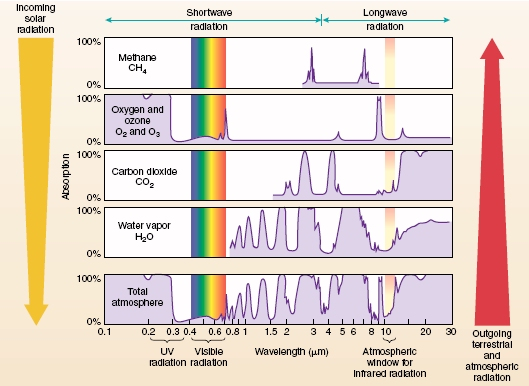 Incoming
solar
radiation
Shortwave
radiation
Longwave
radiation
100%
Methane
CH4
0%
100%
Oxygen and
ozone
O2 and O3
0%
Absorption
100%
Carbon dioxide
CO2
0%
100%
Water vapor
H2O
0%
100%
Total
atmosphere
0%
0.1 0.2 0.3 0.4 0.6 0.8 1 1.5 2 3 4 5 6 8 10 20 30
UV
radiation
Visible
radiation
Wavelength (µm)
Atmospheric
window for
infrared radiation
Outgoing
terrestrial
and
atmospheric
radiation